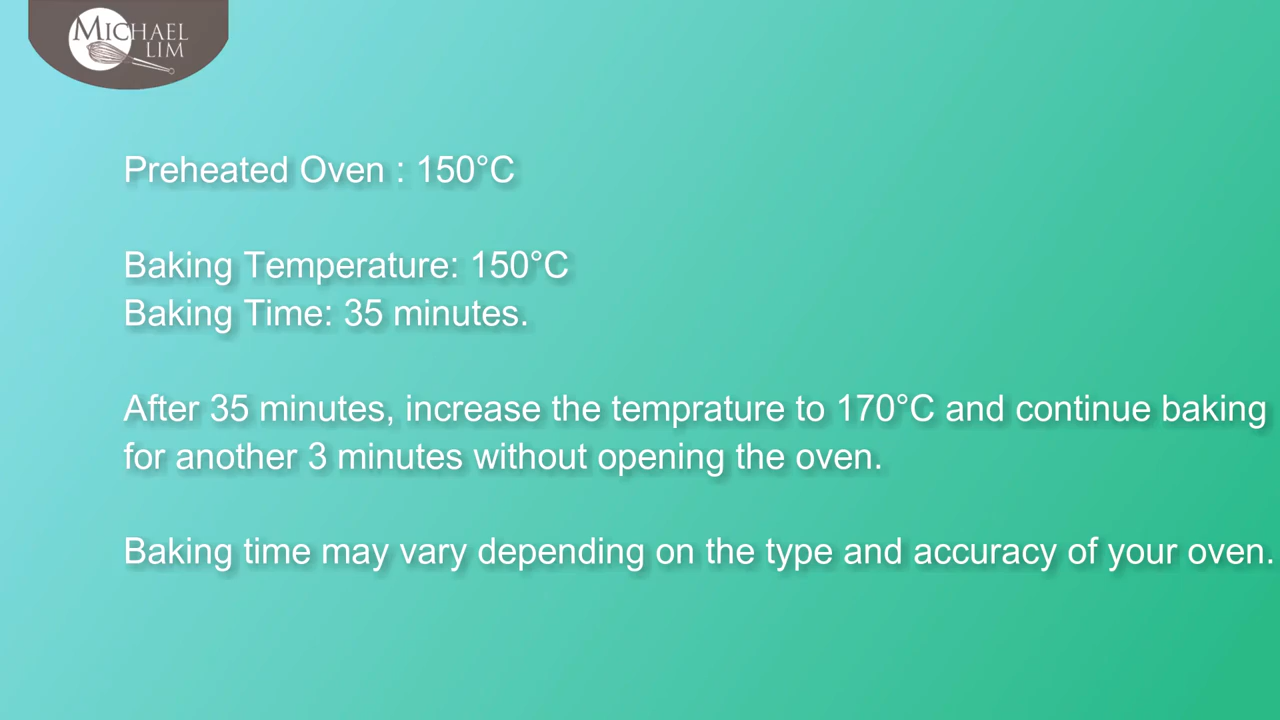 MICHAEL
LIM
Preheated Oven : 150°C
Baking Temperature: 150°C
Baking Time: 35 minutes.
After 35 minutes, increase the temprature to 170°C and continue baking
for another 3 minutes without opening the oven.
Baking time may vary depending on the type and accuracy of your oven.